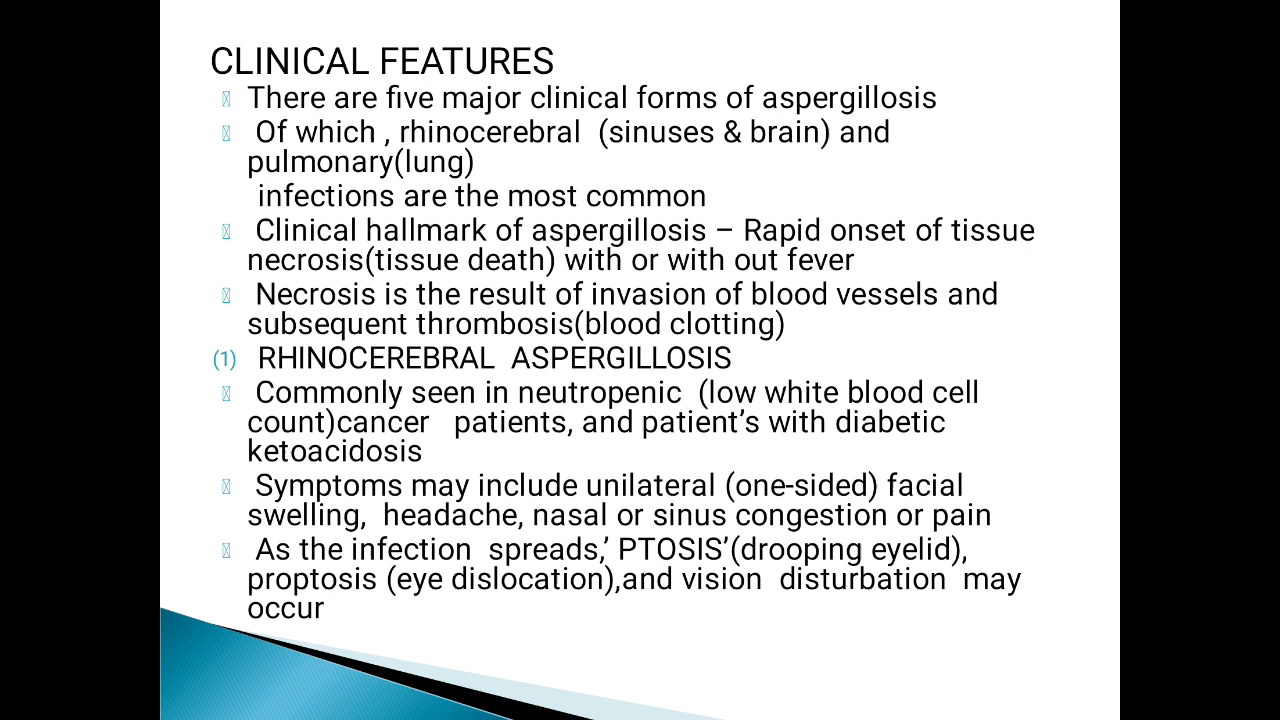 CLINICAL FEATURES
There are five major clinical forms of aspergillosis
Of which , rhinocerebral (sinuses & brain) and
pulmonary(lung)
infections are the most common
Clinical hallmark of aspergillosis – Rapid onset of tissue
necrosis(tissue death) with or with out fever
Necrosis is the result of invasion of blood vessels and
subsequent thrombosis(blood clotting)
(1) RHINOCEREBRAL ASPERGILLOSIS
Commonly seen in neutropenic (low white blood cell
count)cancer patients, and patient’s with diabetic
ketoacidosis
Symptoms may include unilateral (one-sided) facial
swelling, headache, nasal or sinus congestion or pain
As the infection spreads,’ PTOSIS’(drooping eyelid),
proptosis (eye dislocation),and vision disturbation may
occur